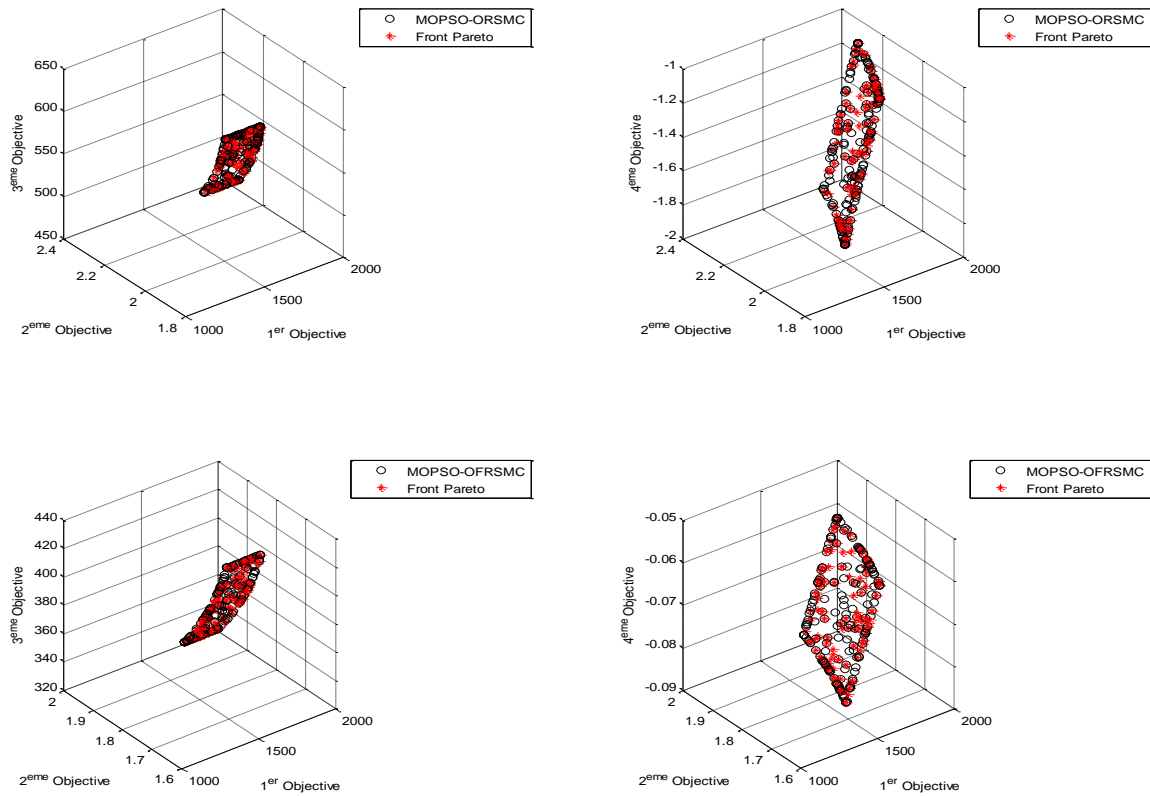 MOPSO-ORSMC
Front Pareto
650
600
550
500
450
3eme Objective
2.4
2.2
2
1.8
2eme Objective
1000
1500
2000
1er Objective
MOPSO-ORSMC
Front Pareto
-1
-1.2
-1.4
-1.6
-1.8
-2
4eme Objective
2.4
2.2
2
1.8
2eme Objective
1000
1500
2000
1er Objective
MOPSO-OFRSMC
Front Pareto
440
420
400
380
360
340
320
3eme Objective
2
1.9
1.8
1.7
1.6
2eme Objective
1000
1500
2000
1er Objective
MOPSO-OFRSMC
Front Pareto
-0.05
-0.06
-0.07
-0.08
-0.09
4eme Objective
2
1.9
1.8
1.7
1.6
2eme Objective
1000
1500
2000
1er Objective